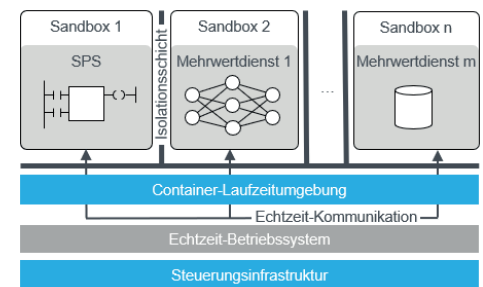 Sandbox 1
Sandbox 2
Sandbox n
SPS
Isolationsschicht
Mehrwertdienst 1
...
Mehrwertdienst m
Container-Laufzeitumgebung
Echtzeit-Kommunikation
Echtzeit-Betriebssystem
Steuerungsinfrastruktur